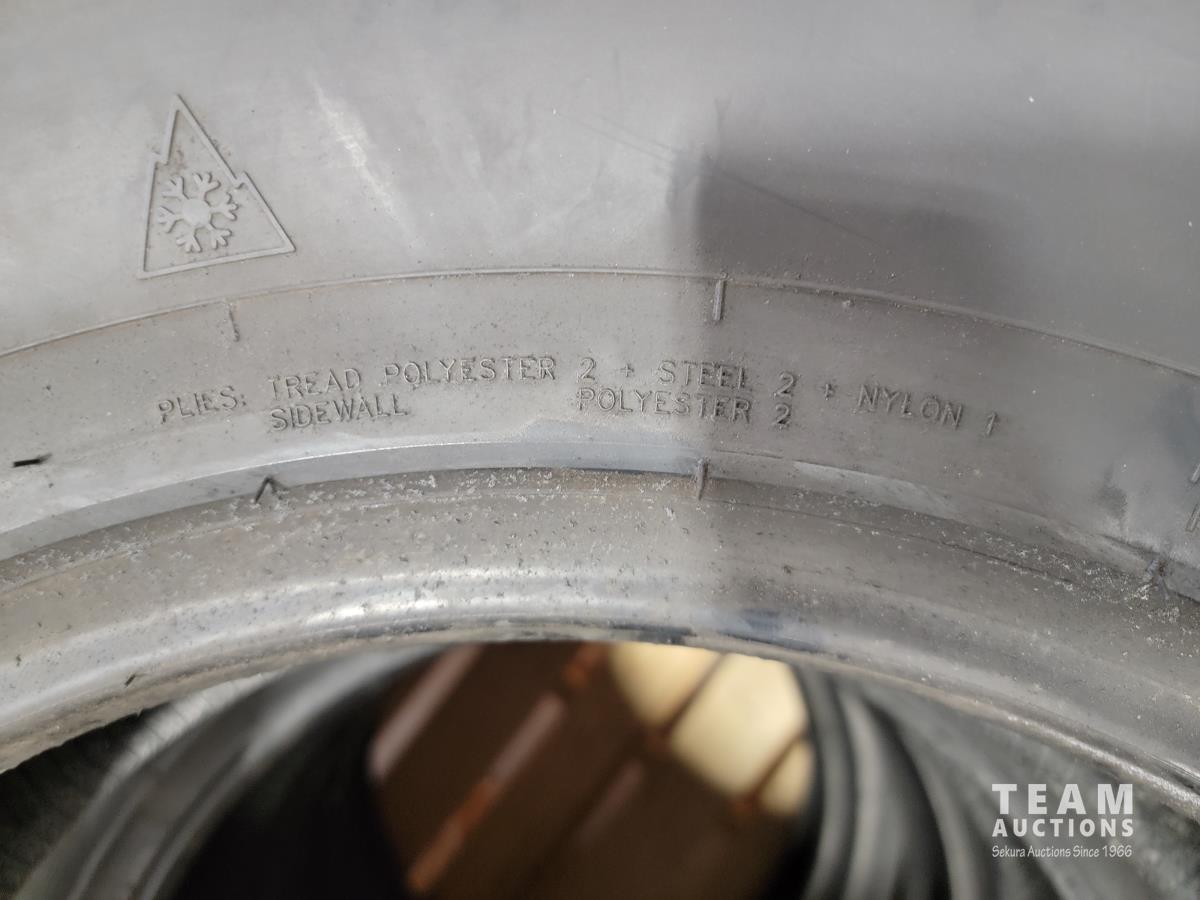 PLIES: TREAD POLYESTER 2 + STEEL 2 + NYLON 1
SIDEWALL POLYESTER 2
TEAM
AUCTIONS
Sekura Auctions Since 1966